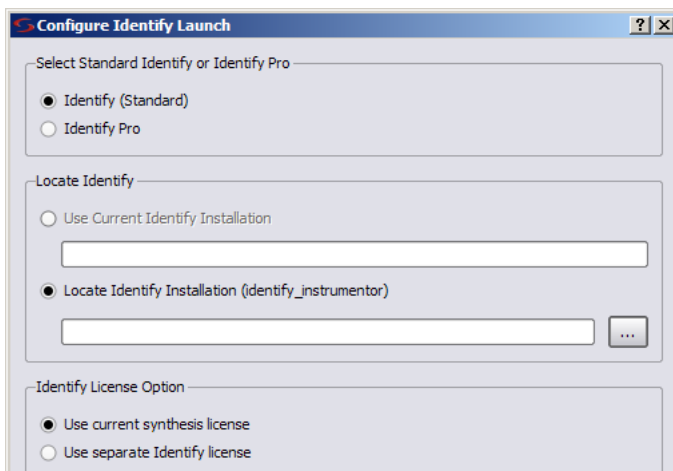 Configure Identify Launch
Select Standard Identify or Identify Pro
Identify (Standard)
Identify Pro
Locate Identify
Use Current Identify Installation
Locate Identify Installation (identify_instrumentor)
...
Identify License Option
Use current synthesis license
Use separate Identify license